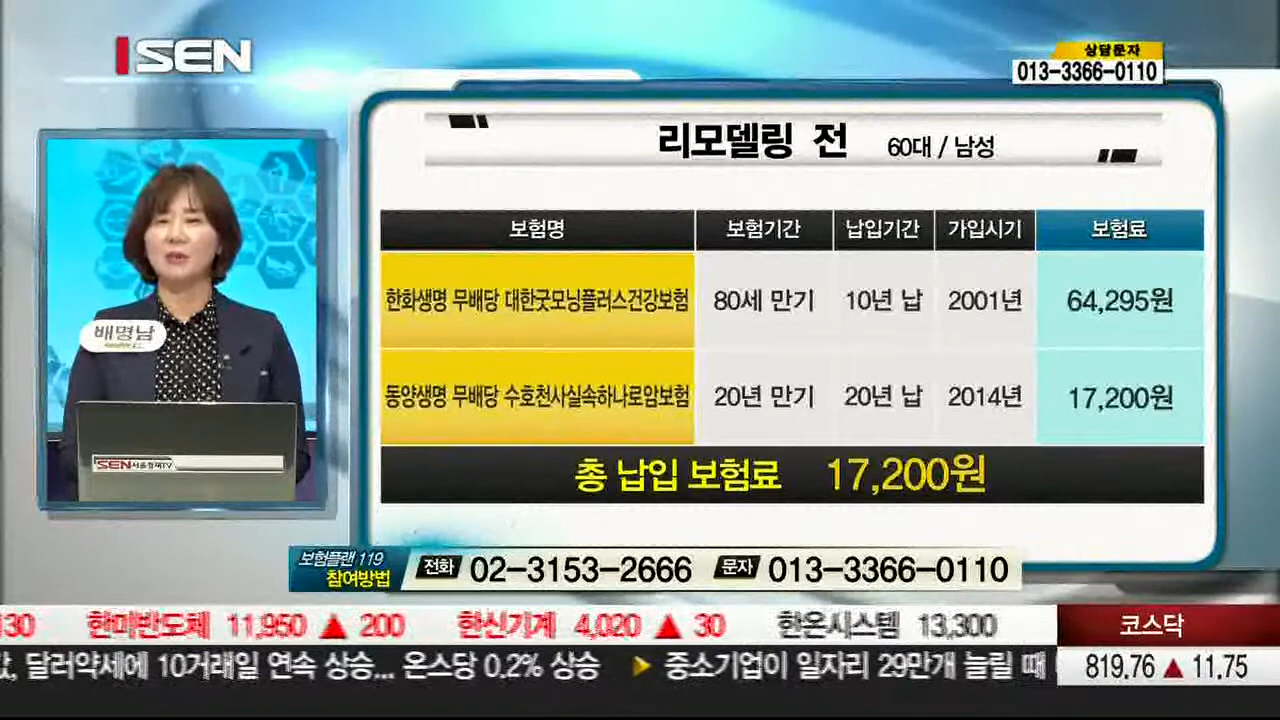 SEN
상담문자
013-3366-0110
리모델링 전 60대 / 남성
보험명 보험기간 납입기간 가입시기 보험료
한화생명 무배당 대한굿모닝플러스건강보험 80세 만기 10년 납 2001년 64,295원
동양생명 무배당 수호천사실속하나로암보험 20년 만기 20년 납 2014년 17,200원
총 납입 보험료 17,200원
배명남
SEN서울경제TV
보험플랜 119
참여방법
전화 02-3153-2666 문자 013-3366-0110
130 한미반도체 11,950 ▲ 200 한신기계 4,020 ▲ 30 한온시스템 13,300
코스닥
값, 달러약세에 10거래일 연속 상승... 온스당 0.2% 상승 ▶ 중소기업이 일자리 29만개 늘릴 때
819.76 ▲ 11.75